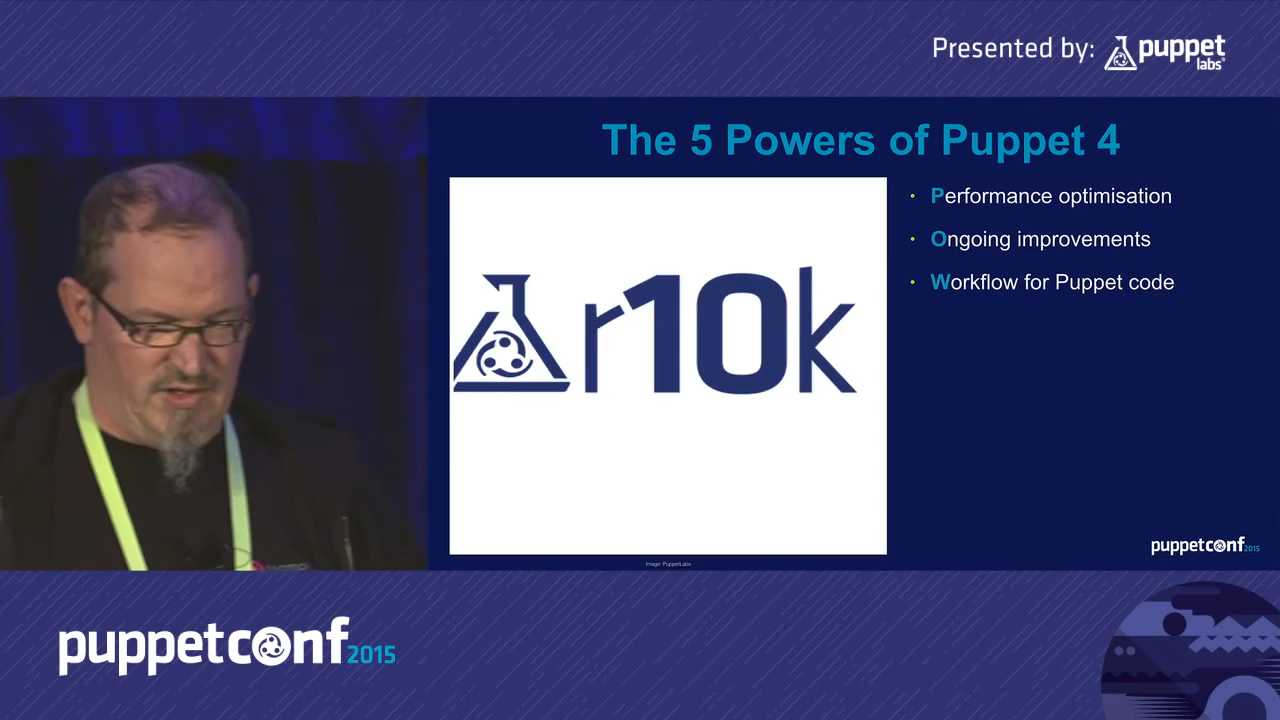 Presented by: puppet labs®
The 5 Powers of Puppet 4
• Performance optimisation
• Ongoing improvements
• Workflow for Puppet code
r10k
puppetconf2015
Image: PuppetLabs
puppetconf2015